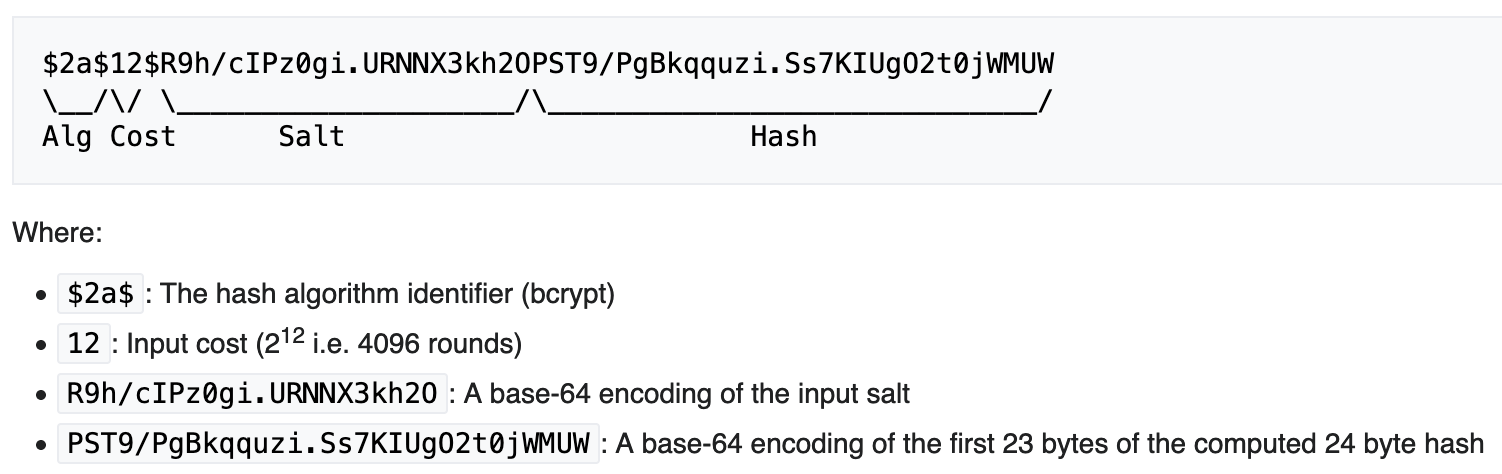 $2a$12$R9h/cIPz0gi.URNNX3kh2OPST9/PgBkqquzi.Ss7KIUgO2t0jWMUW
\__/\/ \____________________/\_____________________________/
Alg Cost      Salt                        Hash
Where:
• $2a$ : The hash algorithm identifier (bcrypt)
• 12 : Input cost (2¹² i.e. 4096 rounds)
• R9h/cIPz0gi.URNNX3kh2O : A base-64 encoding of the input salt
• PST9/PgBkqquzi.Ss7KIUgO2t0jWMUW : A base-64 encoding of the first 23 bytes of the computed 24 byte hash